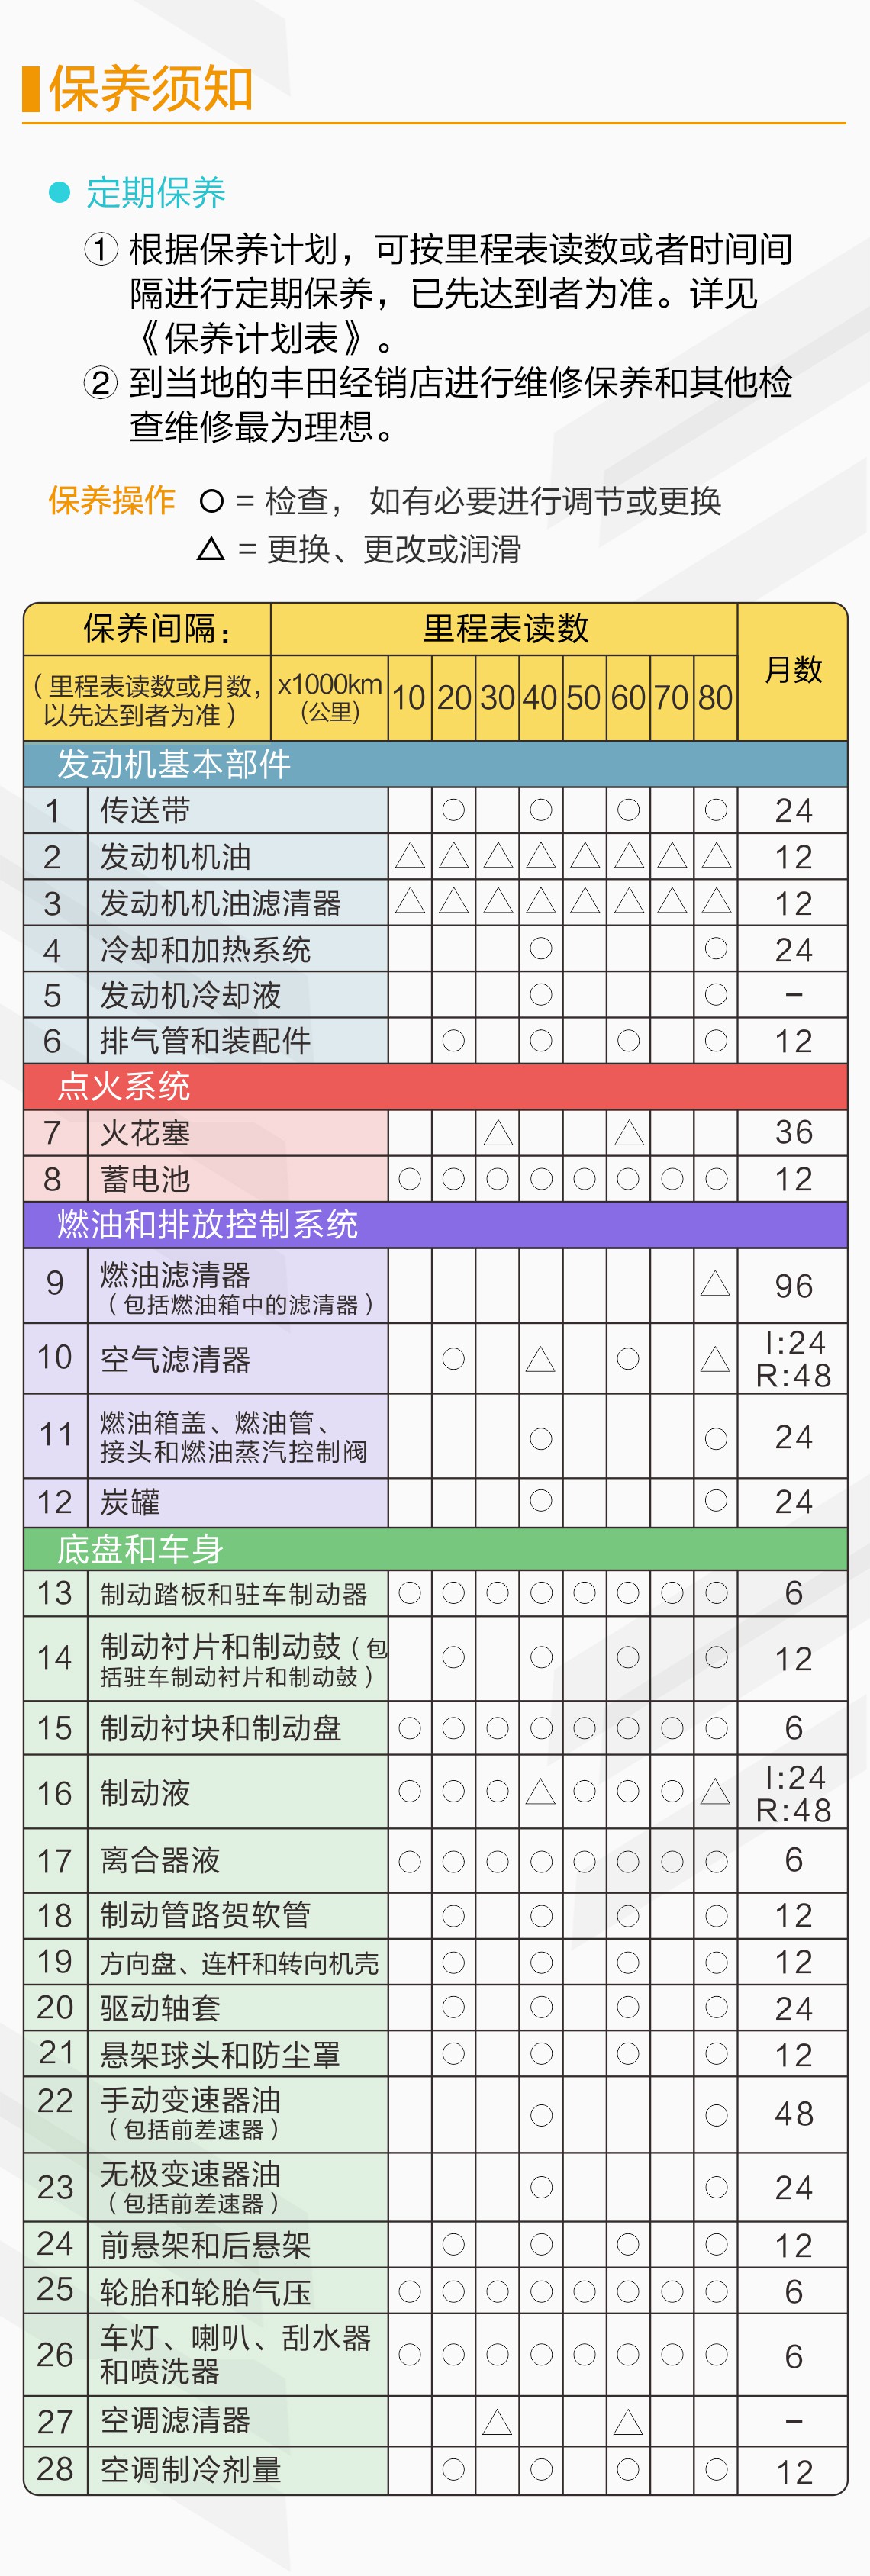 保养须知
定期保养
① 根据保养计划，可按里程表读数或者时间间
隔进行定期保养，已先达到者为准。详见
《保养计划表》。
② 到当地的丰田经销店进行维修保养和其他检
查维修最为理想。
保养操作 ○ = 检查， 如有必要进行调节或更换
△ = 更换、更改或润滑
保养间隔： 里程表读数 月数
（里程表读数或月数，
以先达到者为准） x1000km
（公里） 10 20 30 40 50 60 70 80
发动机基本部件
1 传送带 ○ ○ ○ ○ 24
2 发动机机油 △ △ △ △ △ △ △ △ 12
3 发动机机油滤清器 △ △ △ △ △ △ △ △ 12
4 冷却和加热系统 ○ ○ 24
5 发动机冷却液 ○ ○ –
6 排气管和装配件 ○ ○ ○ ○ 12
点火系统
7 火花塞 △ △ 36
8 蓄电池 ○ ○ ○ ○ ○ ○ ○ ○ 12
燃油和排放控制系统
9 燃油滤清器
（包括燃油箱中的滤清器） △ 96
10 空气滤清器 ○ △ ○ △ I:24
R:48
11 燃油箱盖、燃油管、
接头和燃油蒸汽控制阀 ○ ○ 24
12 炭罐 ○ ○ 24
底盘和车身
13 制动踏板和驻车制动器 ○ ○ ○ ○ ○ ○ ○ ○ 6
14 制动衬片和制动鼓（包
括驻车制动衬片和制动鼓） ○ ○ ○ ○ 12
15 制动衬块和制动盘 ○ ○ ○ ○ ○ ○ ○ ○ 6
16 制动液 ○ ○ ○ △ ○ ○ ○ △ I:24
R:48
17 离合器液 ○ ○ ○ ○ ○ ○ ○ ○ 6
18 制动管路贺软管 ○ ○ ○ ○ 12
19 方向盘、连杆和转向机壳 ○ ○ ○ ○ 12
20 驱动轴套 ○ ○ ○ ○ 24
21 悬架球头和防尘罩 ○ ○ ○ ○ 12
22 手动变速器油
（包括前差速器） ○ ○ 48
23 无极变速器油
（包括前差速器） ○ ○ 24
24 前悬架和后悬架 ○ ○ ○ ○ 12
25 轮胎和轮胎气压 ○ ○ ○ ○ ○ ○ ○ ○ 6
26 车灯、喇叭、刮水器
和喷洗器 ○ ○ ○ ○ ○ ○ ○ ○ 6
27 空调滤清器 △ △ –
28 空调制冷剂量 ○ ○ ○ ○ 12